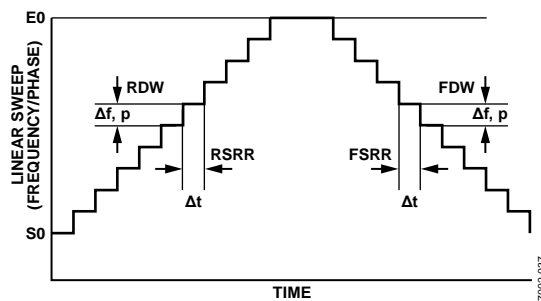 E0
RDW
FDW
Δf, p
Δf, p
RSRR
FSRR
Δt
Δt
S0
LINEAR SWEEP
(FREQUENCY/PHASE)
TIME